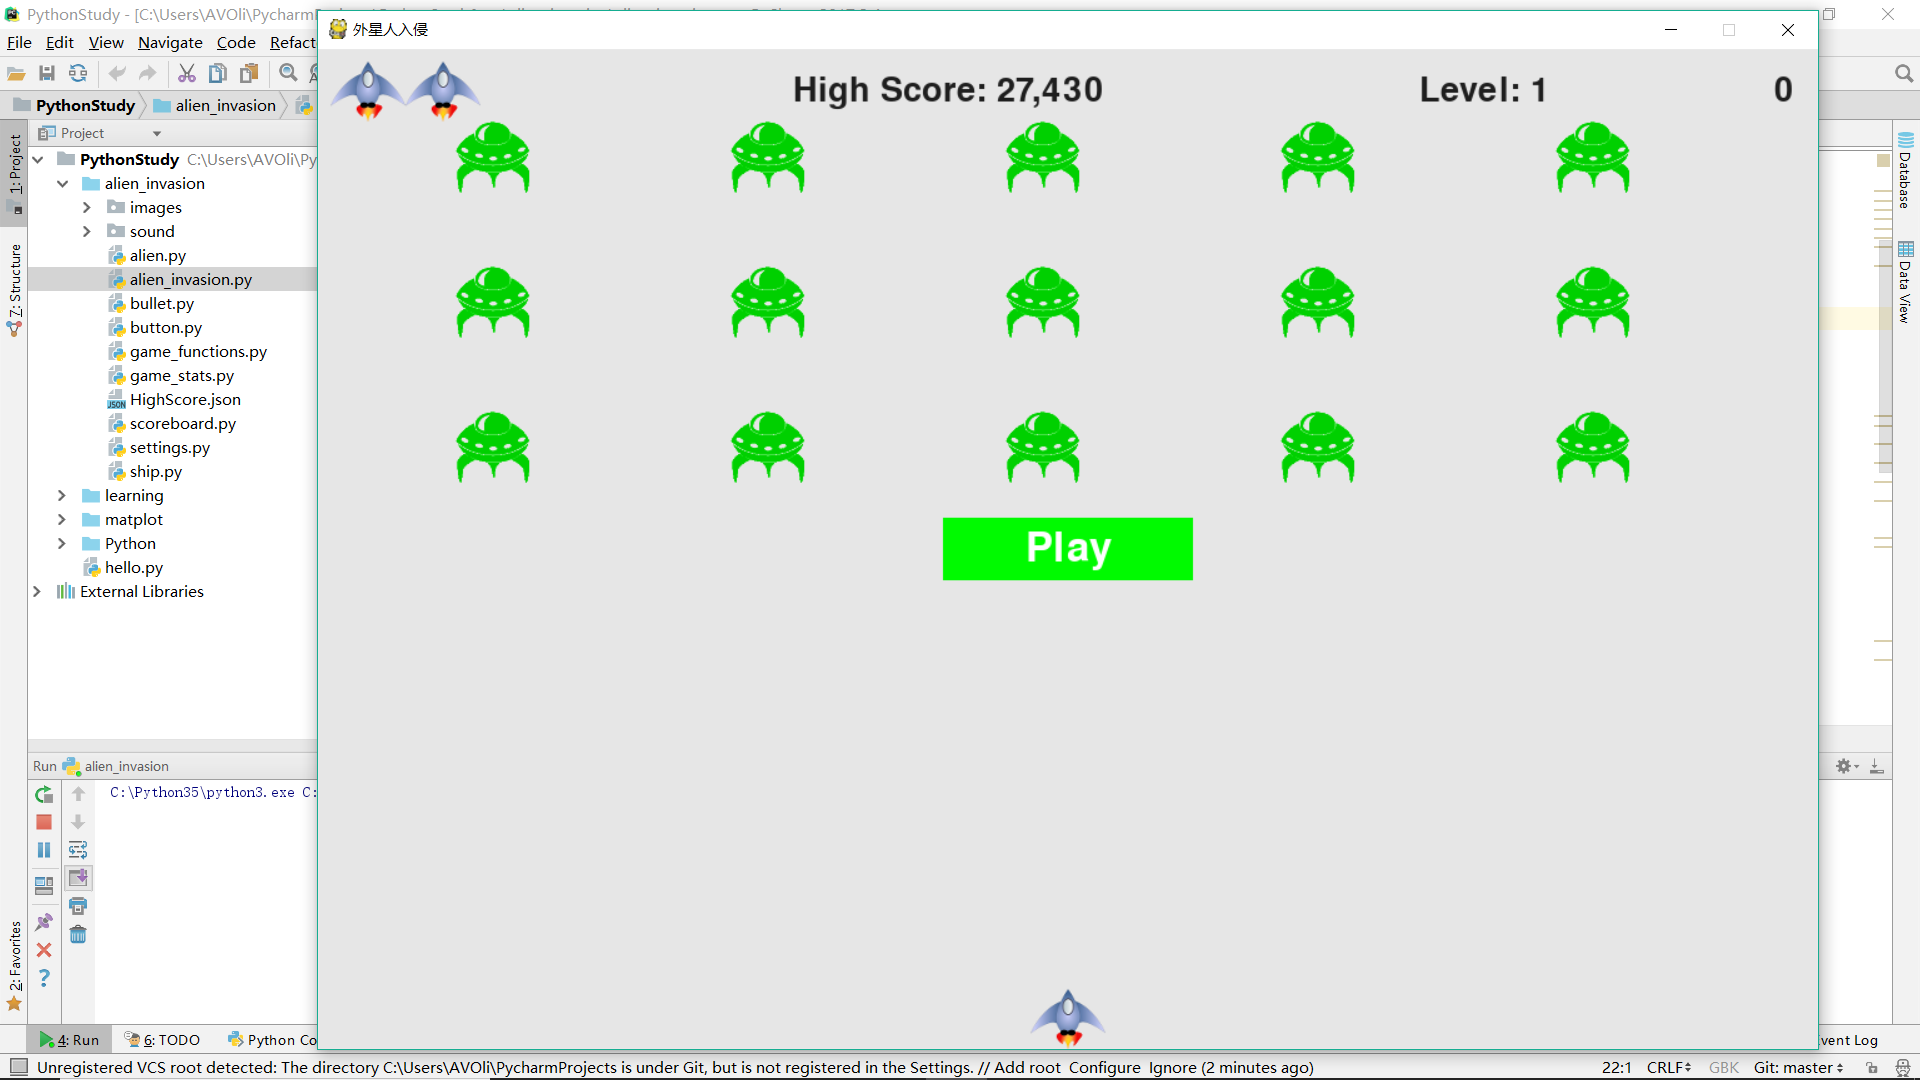 PythonStudy - [C:\Users\AVOli\Pycharm
外星人入侵
File Edit View Navigate Code Refact
High Score: 27,430
Level: 1
0
PythonStudy alien_invasion
Project
1: Project
Z: Structure
2: Favorites
Database
Data View
PythonStudy C:\Users\AVOli\Py
alien_invasion
images
sound
alien.py
alien_invasion.py
bullet.py
button.py
game_functions.py
game_stats.py
JSON HighScore.json
scoreboard.py
settings.py
ship.py
learning
matplot
Python
hello.py
External Libraries
Play
Run alien_invasion
C:\Python35\python3.exe C:
4: Run 6: TODO Python Co
vent Log
Unregistered VCS root detected: The directory C:\Users\AVOli\PycharmProjects is under Git, but is not registered in the Settings. // Add root Configure Ignore (2 minutes ago)
22:1 CRLF GBK Git: master